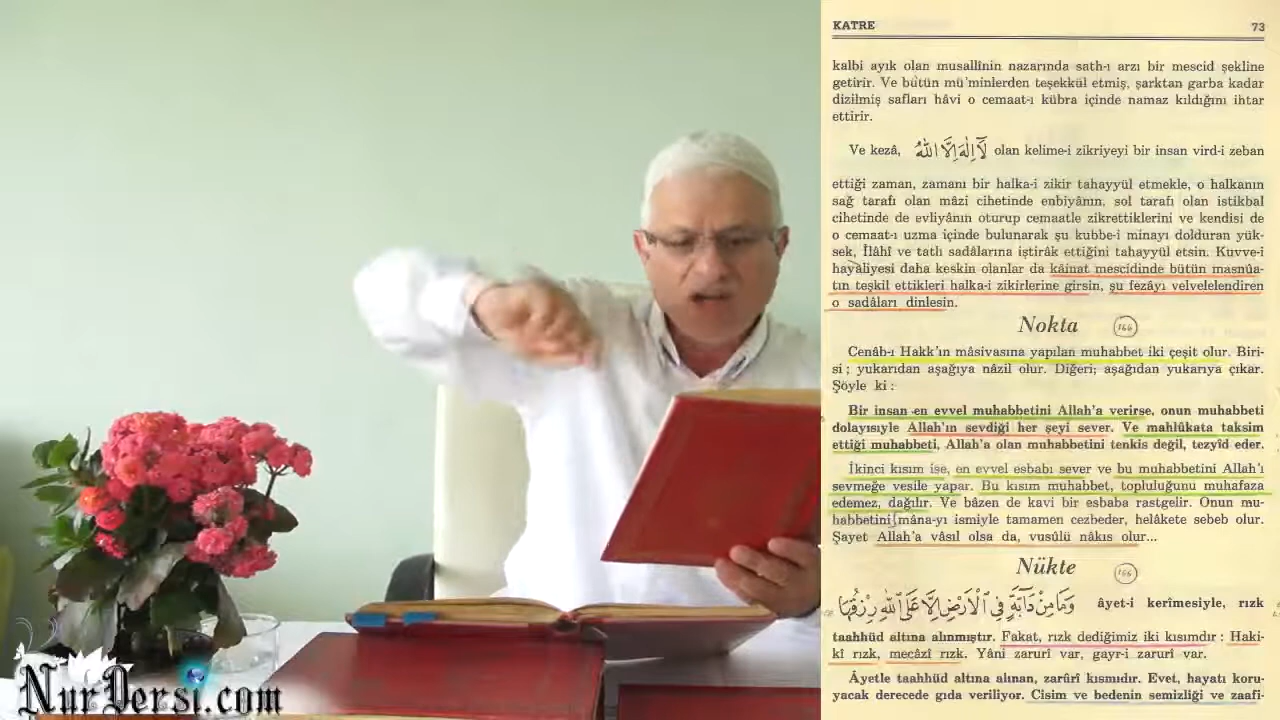 KATRE 73
kalbi ayık olan musallînin nazarında sath-ı arzı bir mescid şekline
getirir. Ve bütün mü'minlerden teşekkül etmiş, şarktan garba kadar
dizilmiş safları hâvi o cemaat-ı kübra içinde namaz kıldığını ihtar
ettirir.
Ve kezâ, لَٓا اِلٰهَ اِلَّا اللّٰهُ olan kelime-i zikriyeyi bir insan vird-i zeban
ettiği zaman, zamanı bir halka-i zikir tahayyül etmekle, o halkanın
sağ tarafı olan mâzi cihetinde enbiyânın, sol tarafı olan istikbal
cihetinde de evliyânın oturup cemaatle zikrettiklerini ve kendisi de
o cemaat-ı uzma içinde bulunarak şu kubbe-i minayı dolduran yük-
sek, İlâhî ve tatlı sadâlarına iştirâk ettiğini tahayyül etsin. Kuvve-i
hayâliyesi daha keskin olanlar da kâinat mescidinde bütün masnûa-
tın teşkil ettikleri halka-i zikirlerine girsin, şu fezâyı velvelelendiren
o sadâları dinlesin.
Nokta 166
Cenâb-ı Hakk'ın mâsivasına yapılan muhabbet iki çeşit olur. Biri-
si; yukarıdan aşağıya nâzil olur. Diğeri; aşağıdan yukarıya çıkar.
Şöyle ki:
Bir insan en evvel muhabbetini Allah'a verirse, onun muhabbeti
dolayısiyle Allah'ın sevdiği her şeyi sever. Ve mahlûkata taksim
ettiği muhabbeti, Allah'a olan muhabbetini tenkis değil, tezyîd eder.
İkinci kısım ise, en evvel esbabı sever ve bu muhabbetini Allah'ı
sevmeğe vesile yapar. Bu kısım muhabbet, topluluğunu muhafaza
edemez, dağılır. Ve bâzen de kavi bir esbaba rastgelir. Onun mu-
habbetini mâna-yı ismiyle tamamen cezbeder, helâkete sebeb olur.
Şayet Allah'a vâsıl olsa da, vusûlü nâkıs olur...
Nükte 166
وَمَا مِنْ دَٓابَّةٍ فِي الْاَرْضِ اِلَّا عَلَى اللّٰهِ رِزْقُهَا âyet-i kerîmesiyle, rızk
taahhüd altına alınmıştır. Fakat, rızk dediğimiz iki kısımdır: Haki-
kî rızk, mecâzî rızk. Yâni zarurî var, gayr-i zarurî var.
Âyetle taahhüd altına alınan, zarûrî kısmıdır. Evet, hayatı koru-
yacak derecede gıda veriliyor. Cisim ve bedenin semizliği ve zaafi-
NurDersi.com